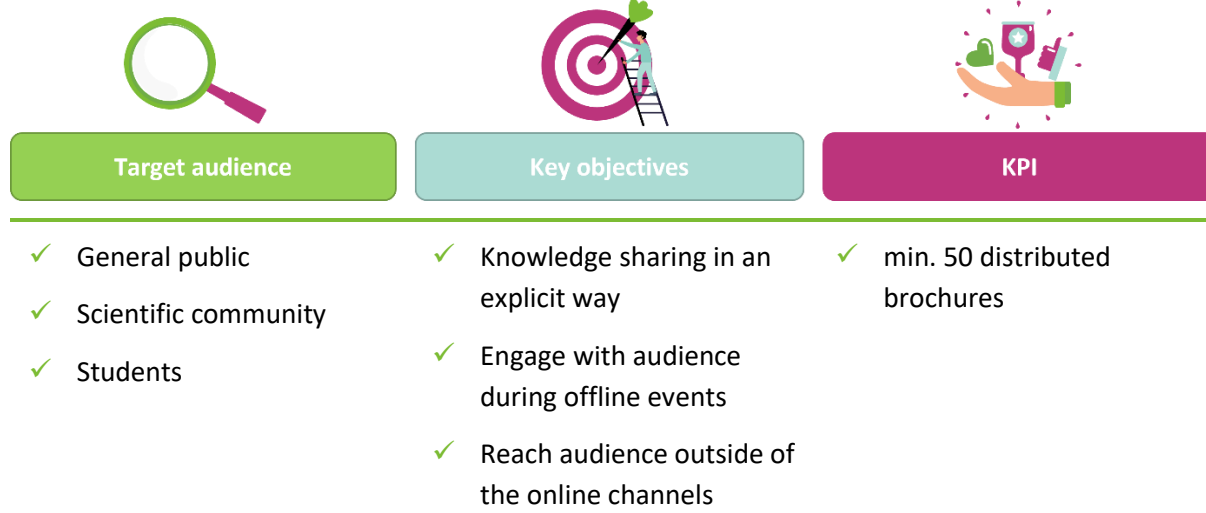 Target audience
Key objectives
KPI
✓ General public
✓ Scientific community
✓ Students
✓ Knowledge sharing in an
explicit way
✓ Engage with audience
during offline events
✓ Reach audience outside of
the online channels
✓ min. 50 distributed
brochures